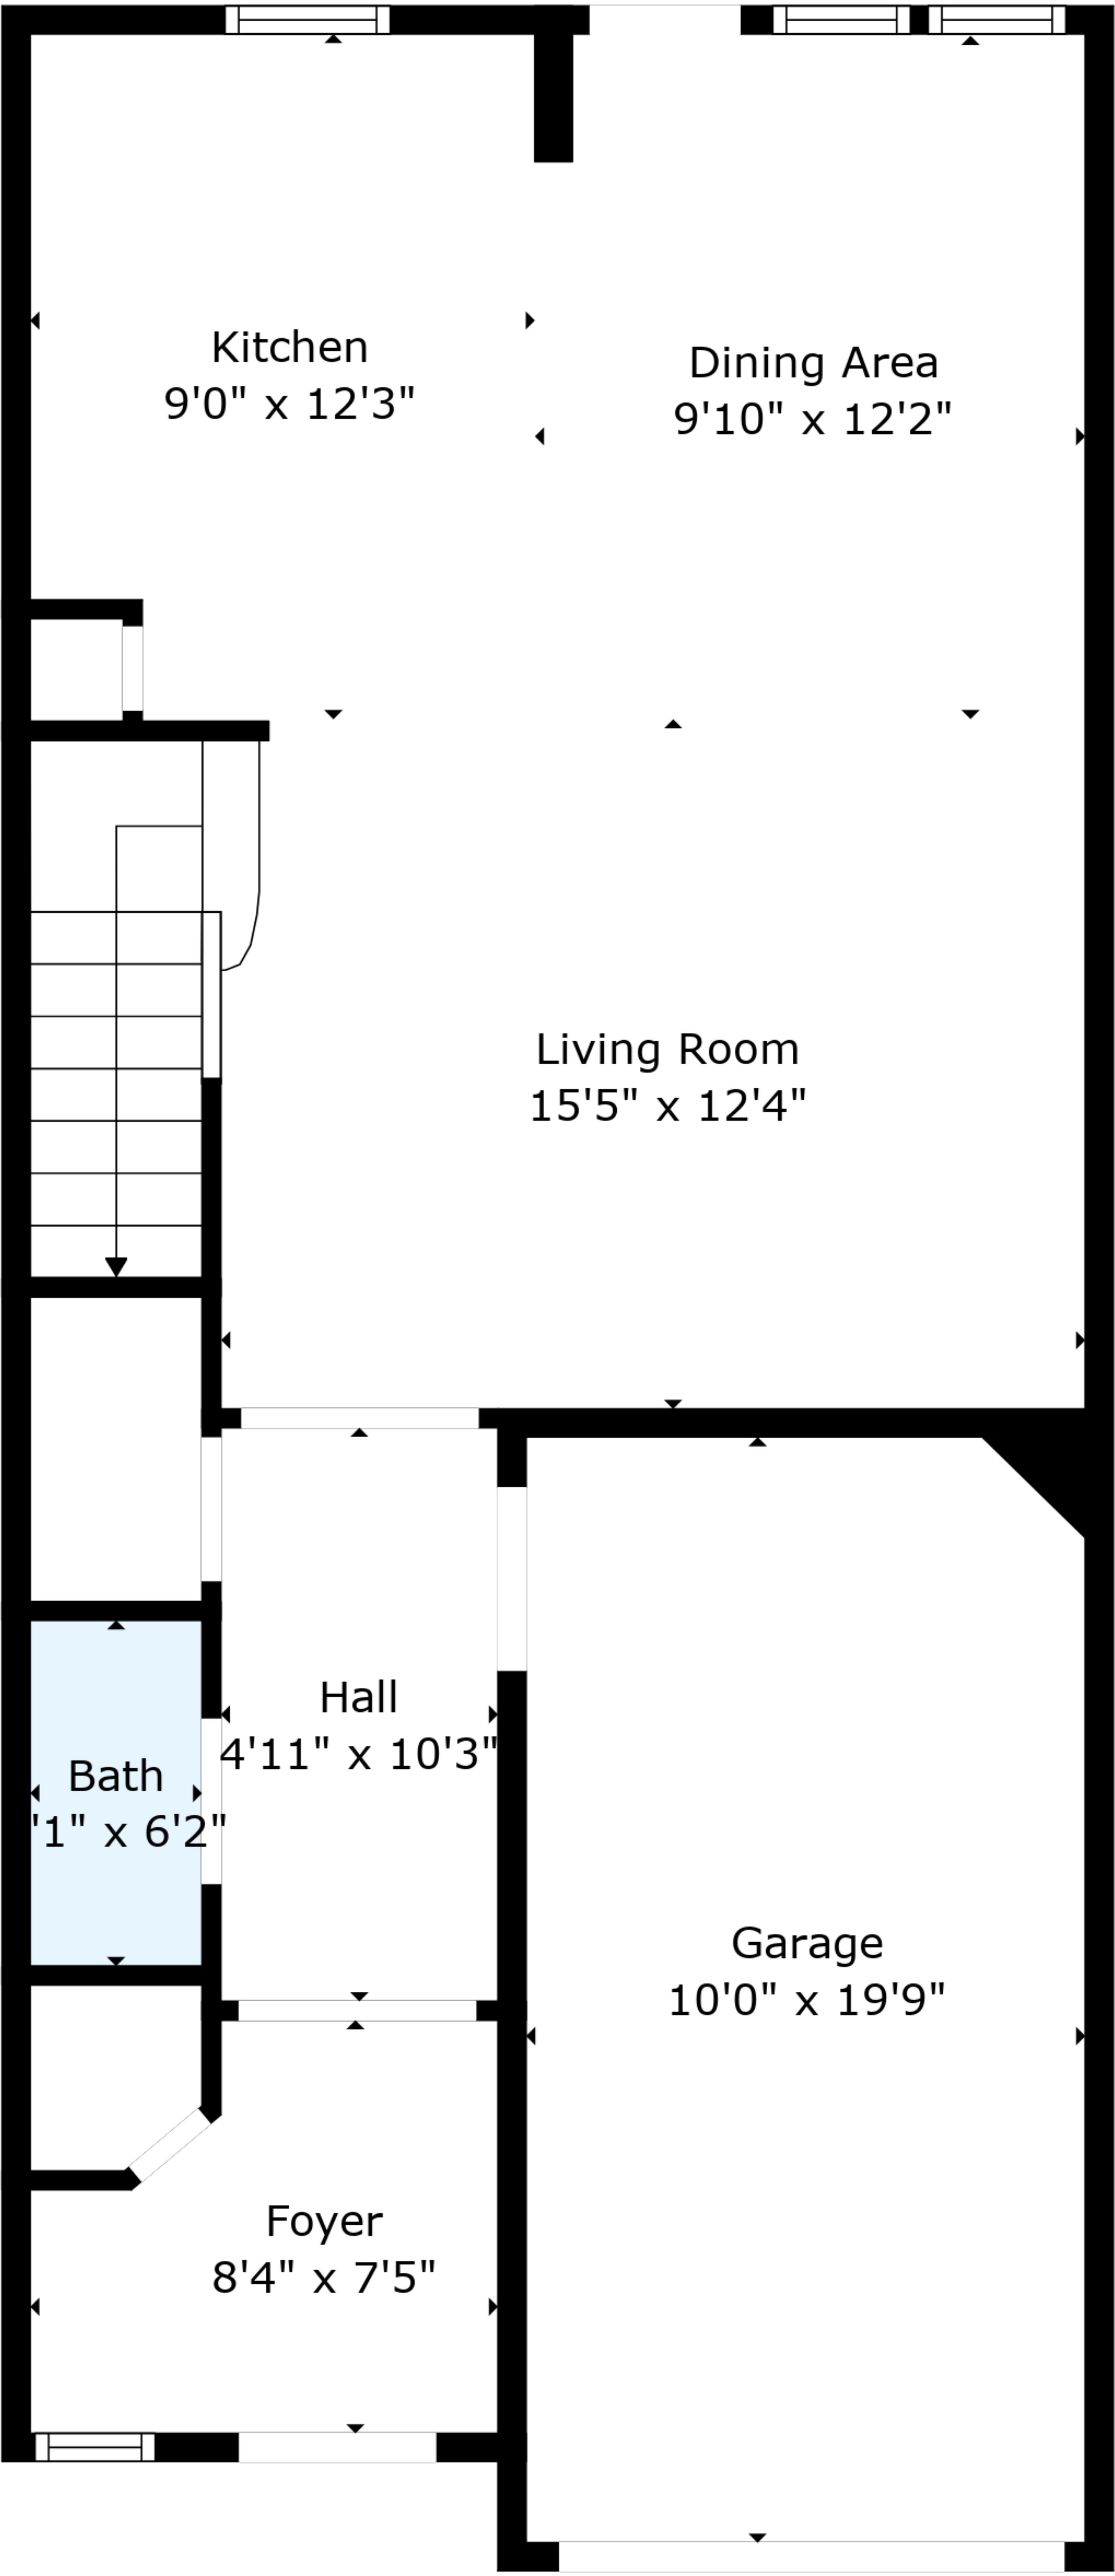 Kitchen
9'0" x 12'3"
Dining Area
9'10" x 12'2"
Living Room
15'5" x 12'4"
Hall
4'11" x 10'3"
Bath
'1" x 6'2"
Garage
10'0" x 19'9"
Foyer
8'4" x 7'5"